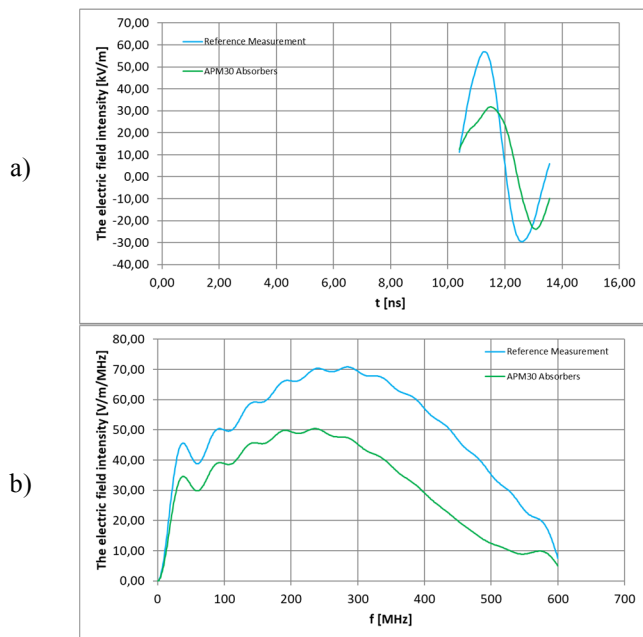 a)
The electric field intensity [kV/m]
70,00
60,00
50,00
40,00
30,00
20,00
10,00
0,00
-10,00
-20,00
-30,00
-40,00
Reference Measurement
APM30 Absorbers
0,00 2,00 4,00 6,00 8,00 10,00 12,00 14,00 16,00
t [ns]
b)
The electric field intensity [V/m/MHz]
80,00
70,00
60,00
50,00
40,00
30,00
20,00
10,00
0,00
Reference Measurement
APM30 Absorbers
0 100 200 300 400 500 600 700
f [MHz]